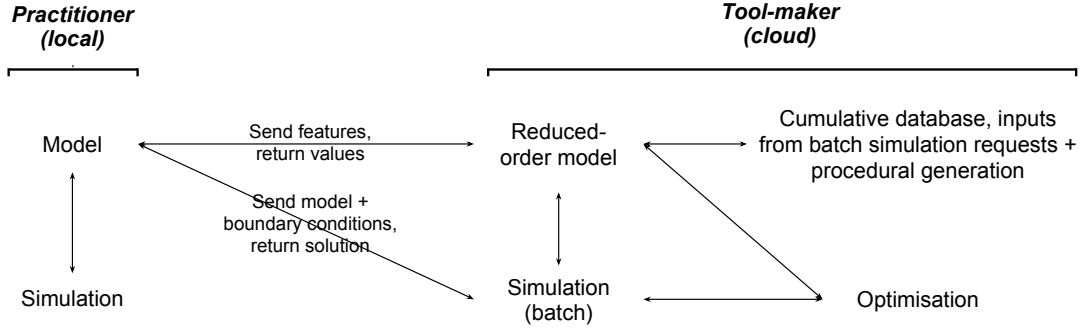 Practitioner
(local)
Tool-maker
(cloud)
Model
Send features,
return values
Reduced-
order model
Cumulative database, inputs
from batch simulation requests +
procedural generation
Send model +
boundary conditions,
return solution
Simulation
Simulation
(batch)
Optimisation